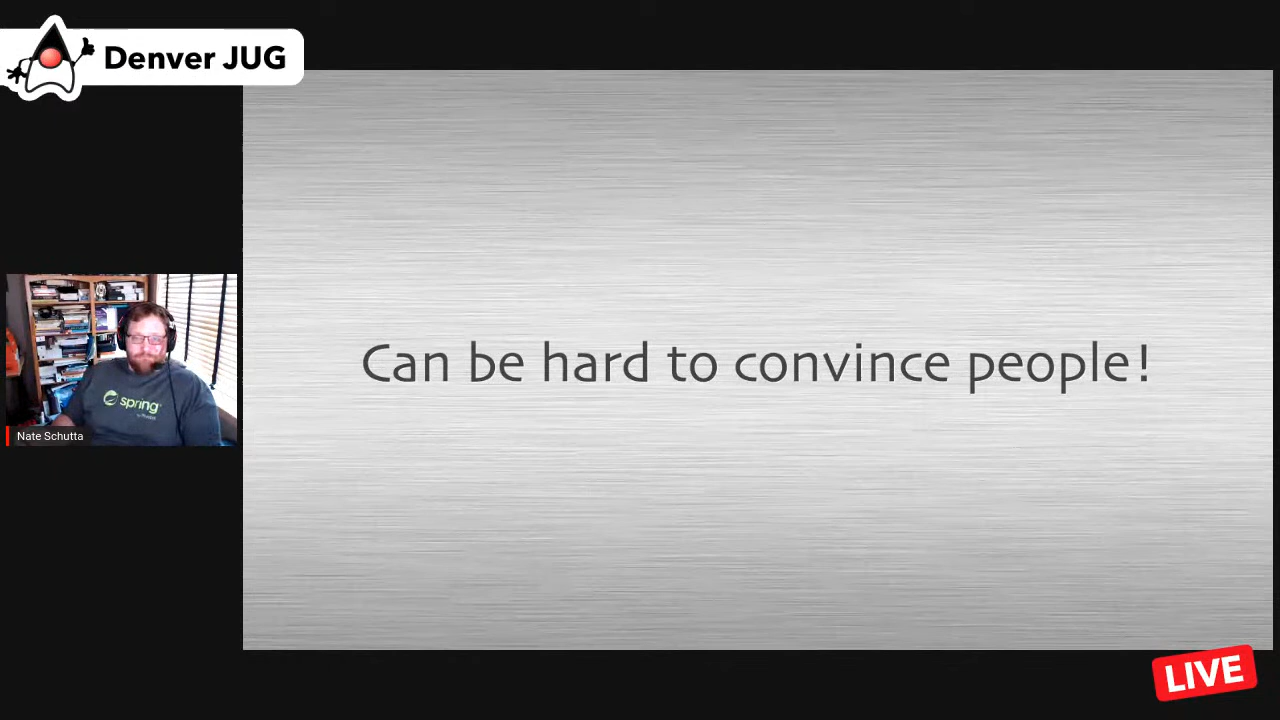 Denver JUG
Can be hard to convince people!
spring
Nate Schutta
LIVE